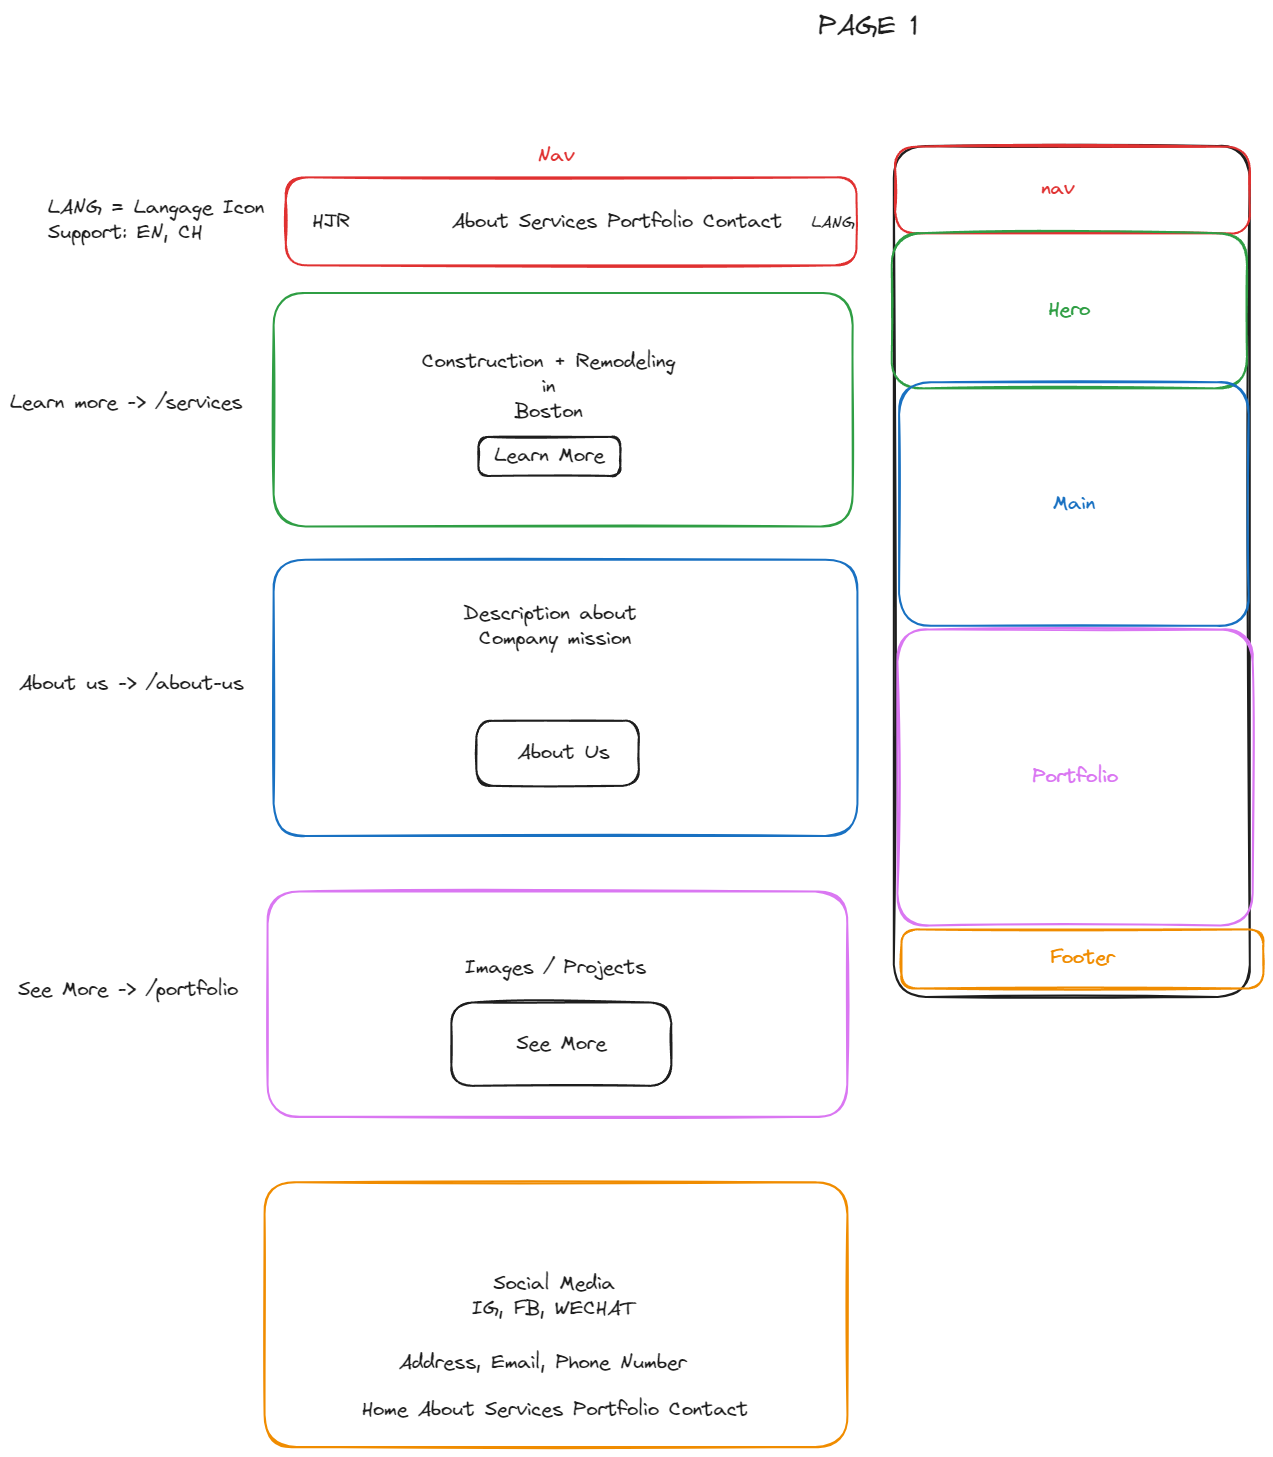 PAGE 1
Nav
LANG = Langage Icon
Support: EN, CH
HJR
About Services Portfolio Contact
LANG
Learn more -> /services
Construction + Remodeling
in
Boston
Learn More
About us -> /about-us
Description about
Company mission
About Us
See More -> /portfolio
Images / Projects
See More
Social Media
IG, FB, WECHAT
Address, Email, Phone Number
Home About Services Portfolio Contact
nav
Hero
Main
Portfolio
Footer